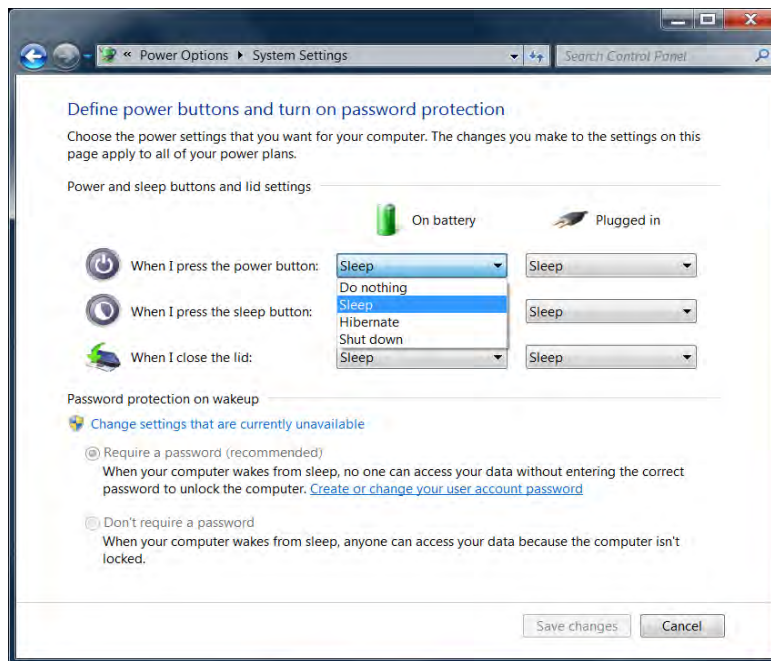 « Power Options ▸ System Settings
Search Control Panel
Define power buttons and turn on password protection
Choose the power settings that you want for your computer. The changes you make to the settings on this
page apply to all of your power plans.
Power and sleep buttons and lid settings
On battery Plugged in
When I press the power button: Sleep Sleep
Do nothing
Sleep
Hibernate
Shut down
When I press the sleep button: Sleep
When I close the lid: Sleep Sleep
Password protection on wakeup
Change settings that are currently unavailable
Require a password (recommended)
When your computer wakes from sleep, no one can access your data without entering the correct
password to unlock the computer. Create or change your user account password
Don't require a password
When your computer wakes from sleep, anyone can access your data because the computer isn't
locked.
Save changes Cancel